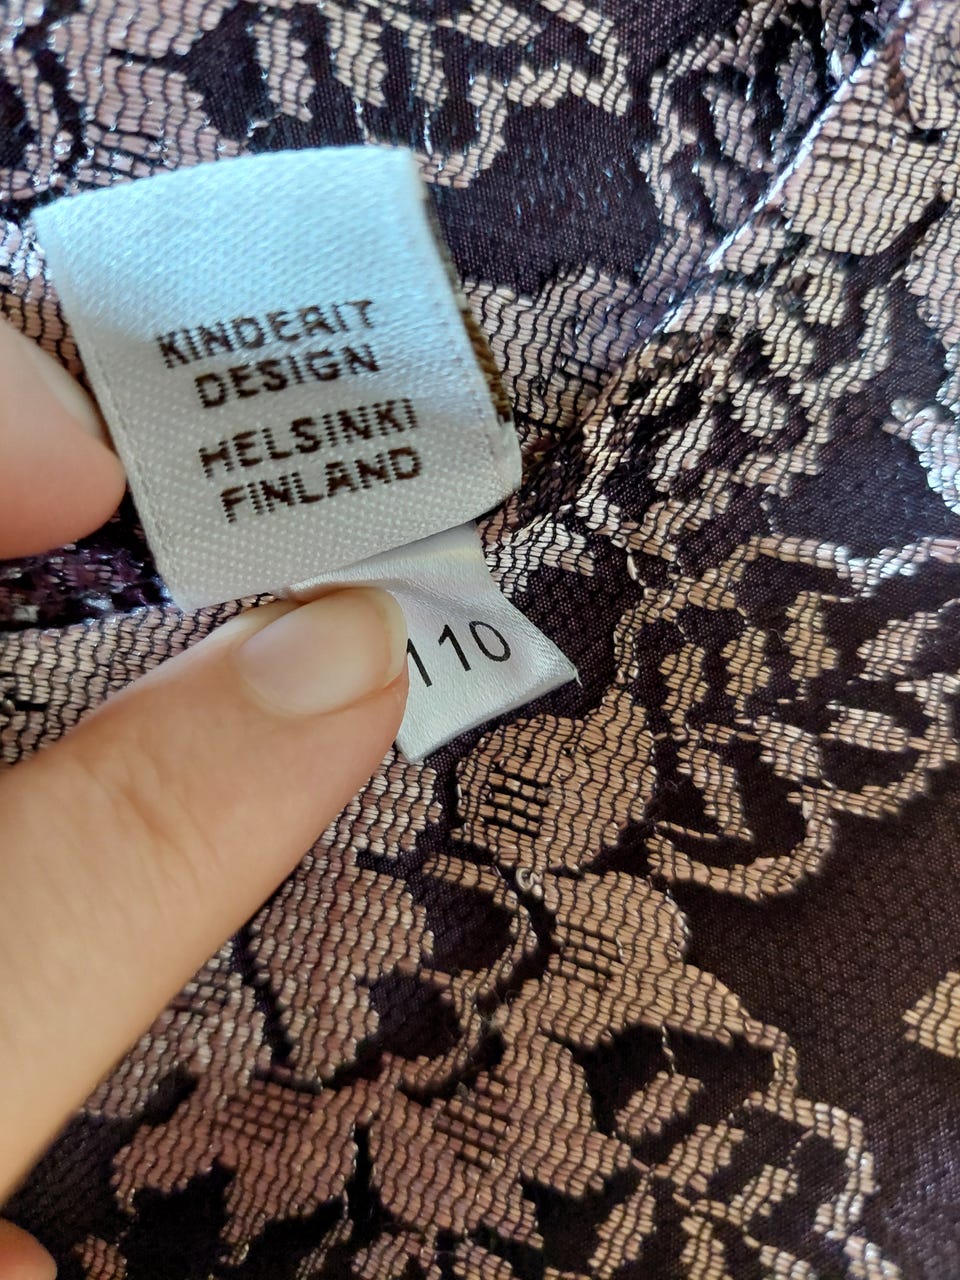 KINDERIT
DESIGN
HELSINKI
FINLAND
110